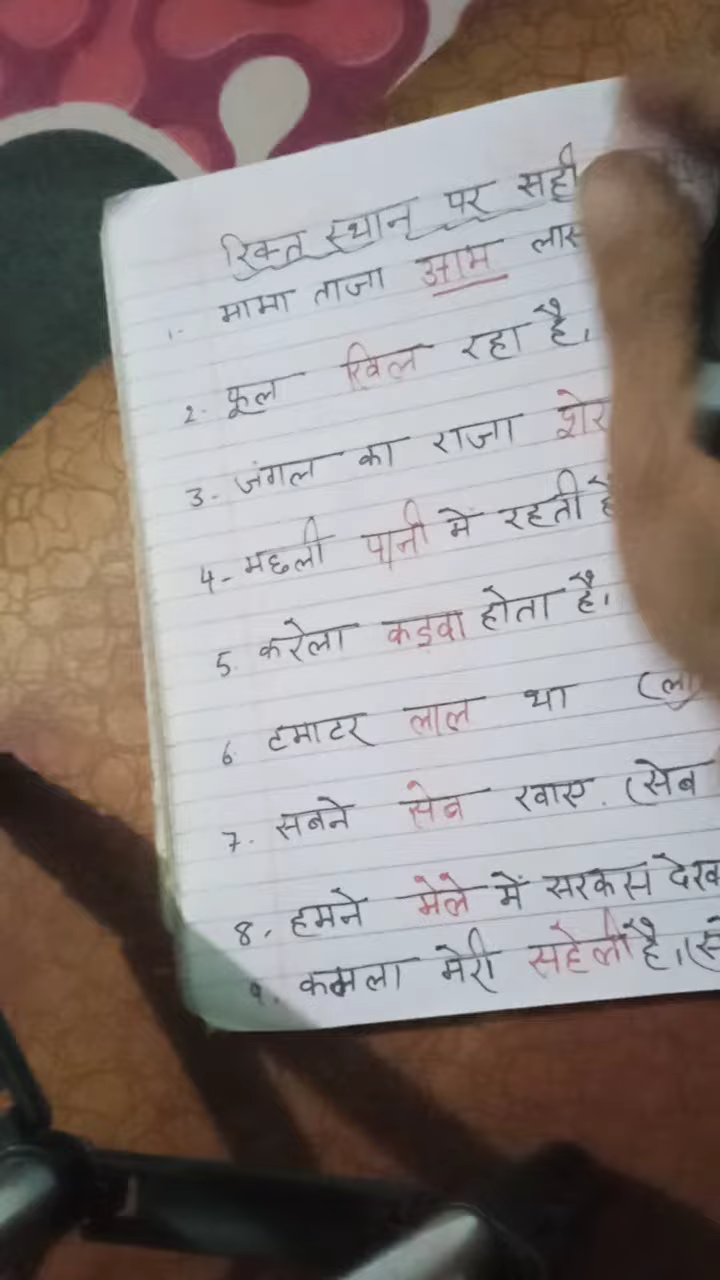 रिक्त स्थान पर सही
1. मामा ताजा आम
2. फूल खिल रहा है।
3- जंगल का राजा शेर
4- मछली पानी में रहती है
5. करेला कड़वा होता है।
6. टमाटर लाल था
7. सबने सेब खाए. (सेब
8. हमने मेले में सरकस
9. कमला मेरी सहेली है।